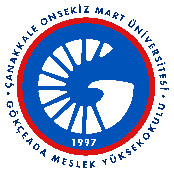 ÇANAKKALE ONSEKİZ MART ÜNİVERSİTESİ
GÖKÇEADA MESLEK YÜKSEKOKULU
1997